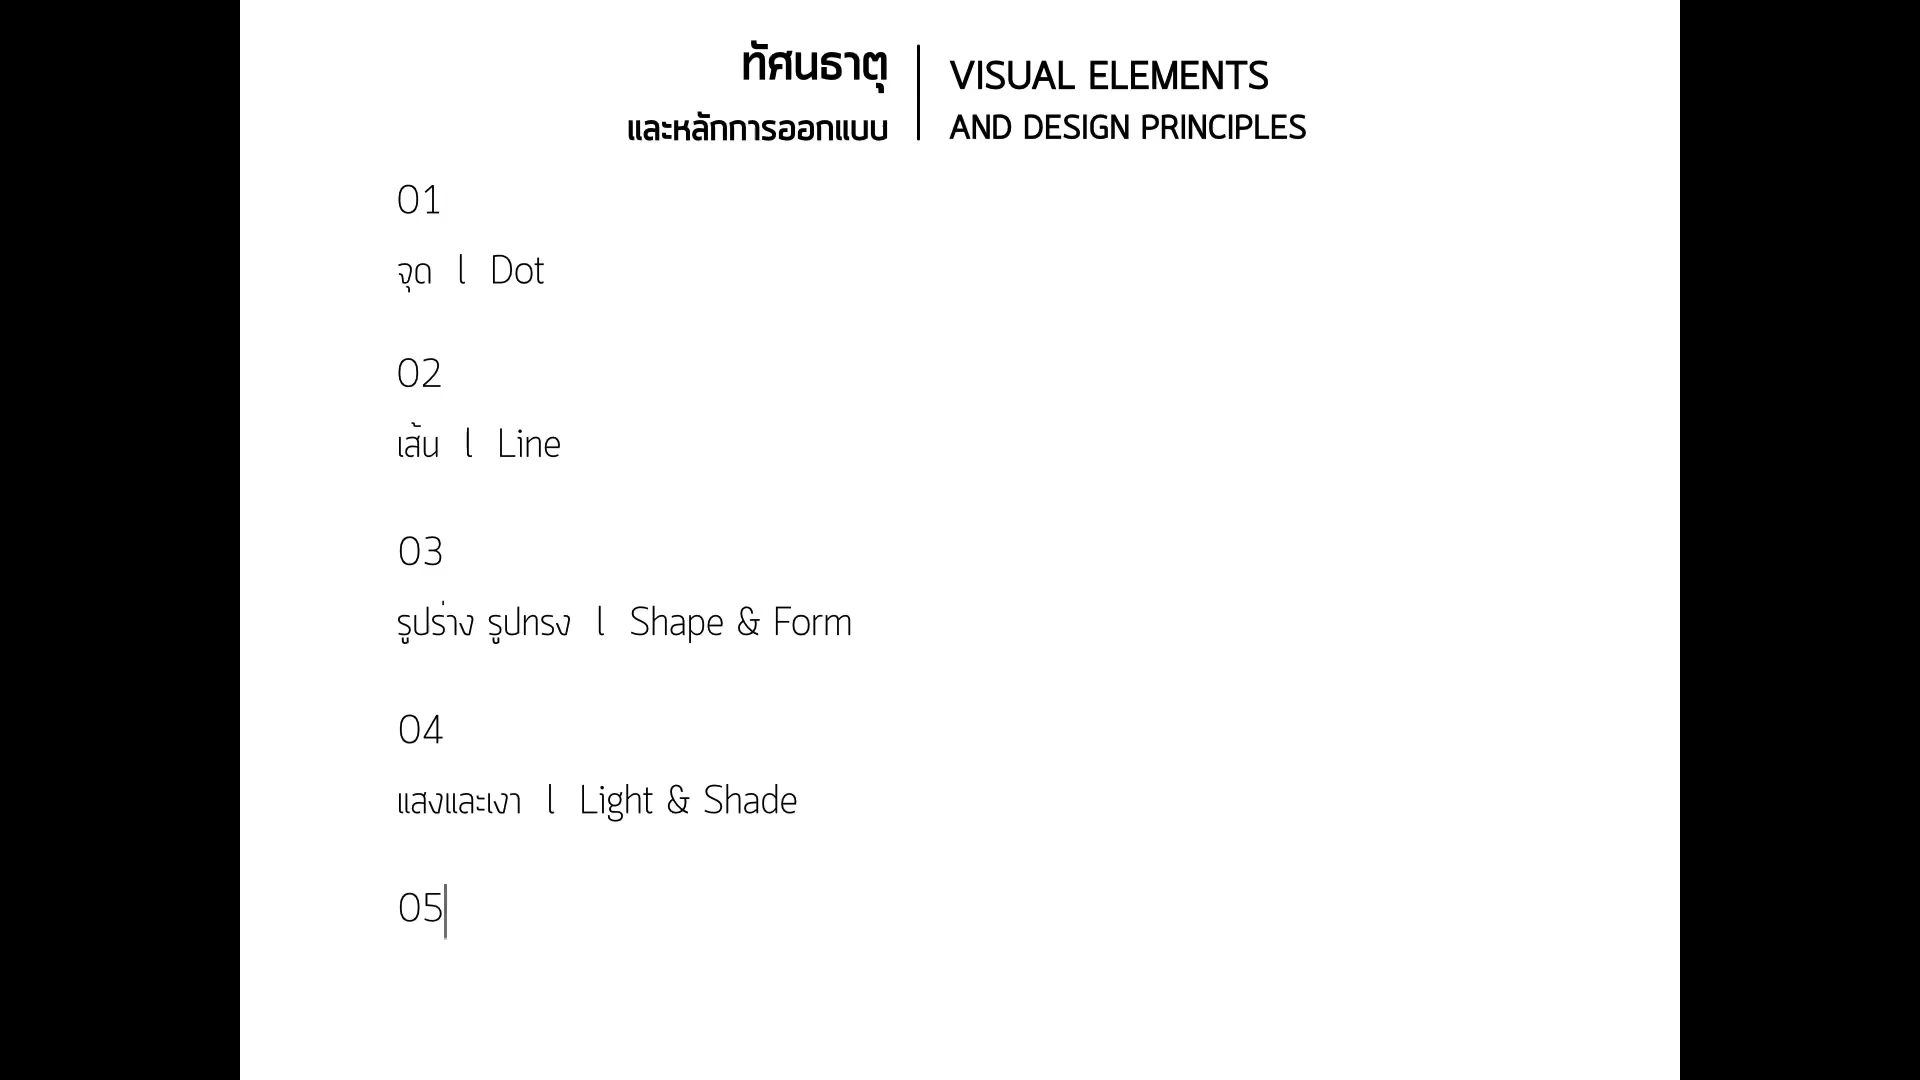 ทัศนธาตุ
และหลักการออกแบบ
VISUAL ELEMENTS
AND DESIGN PRINCIPLES
01
จุด l Dot
02
เส้น l Line
03
รูปร่าง รูปทรง l Shape & Form
04
แสงและเงา l Light & Shade
05